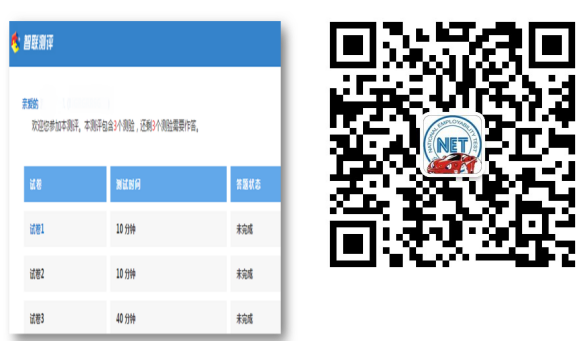 智联测评
亲爱的
欢迎您参加本测评，本测评包含3个测验，还剩3个测验需要作答。
试卷 测试时间 答题状态
试卷1 10 分钟 未完成
试卷2 10 分钟 未完成
试卷3 40 分钟 未完成
NATIONAL EMPLOYABILITY TEST
NET